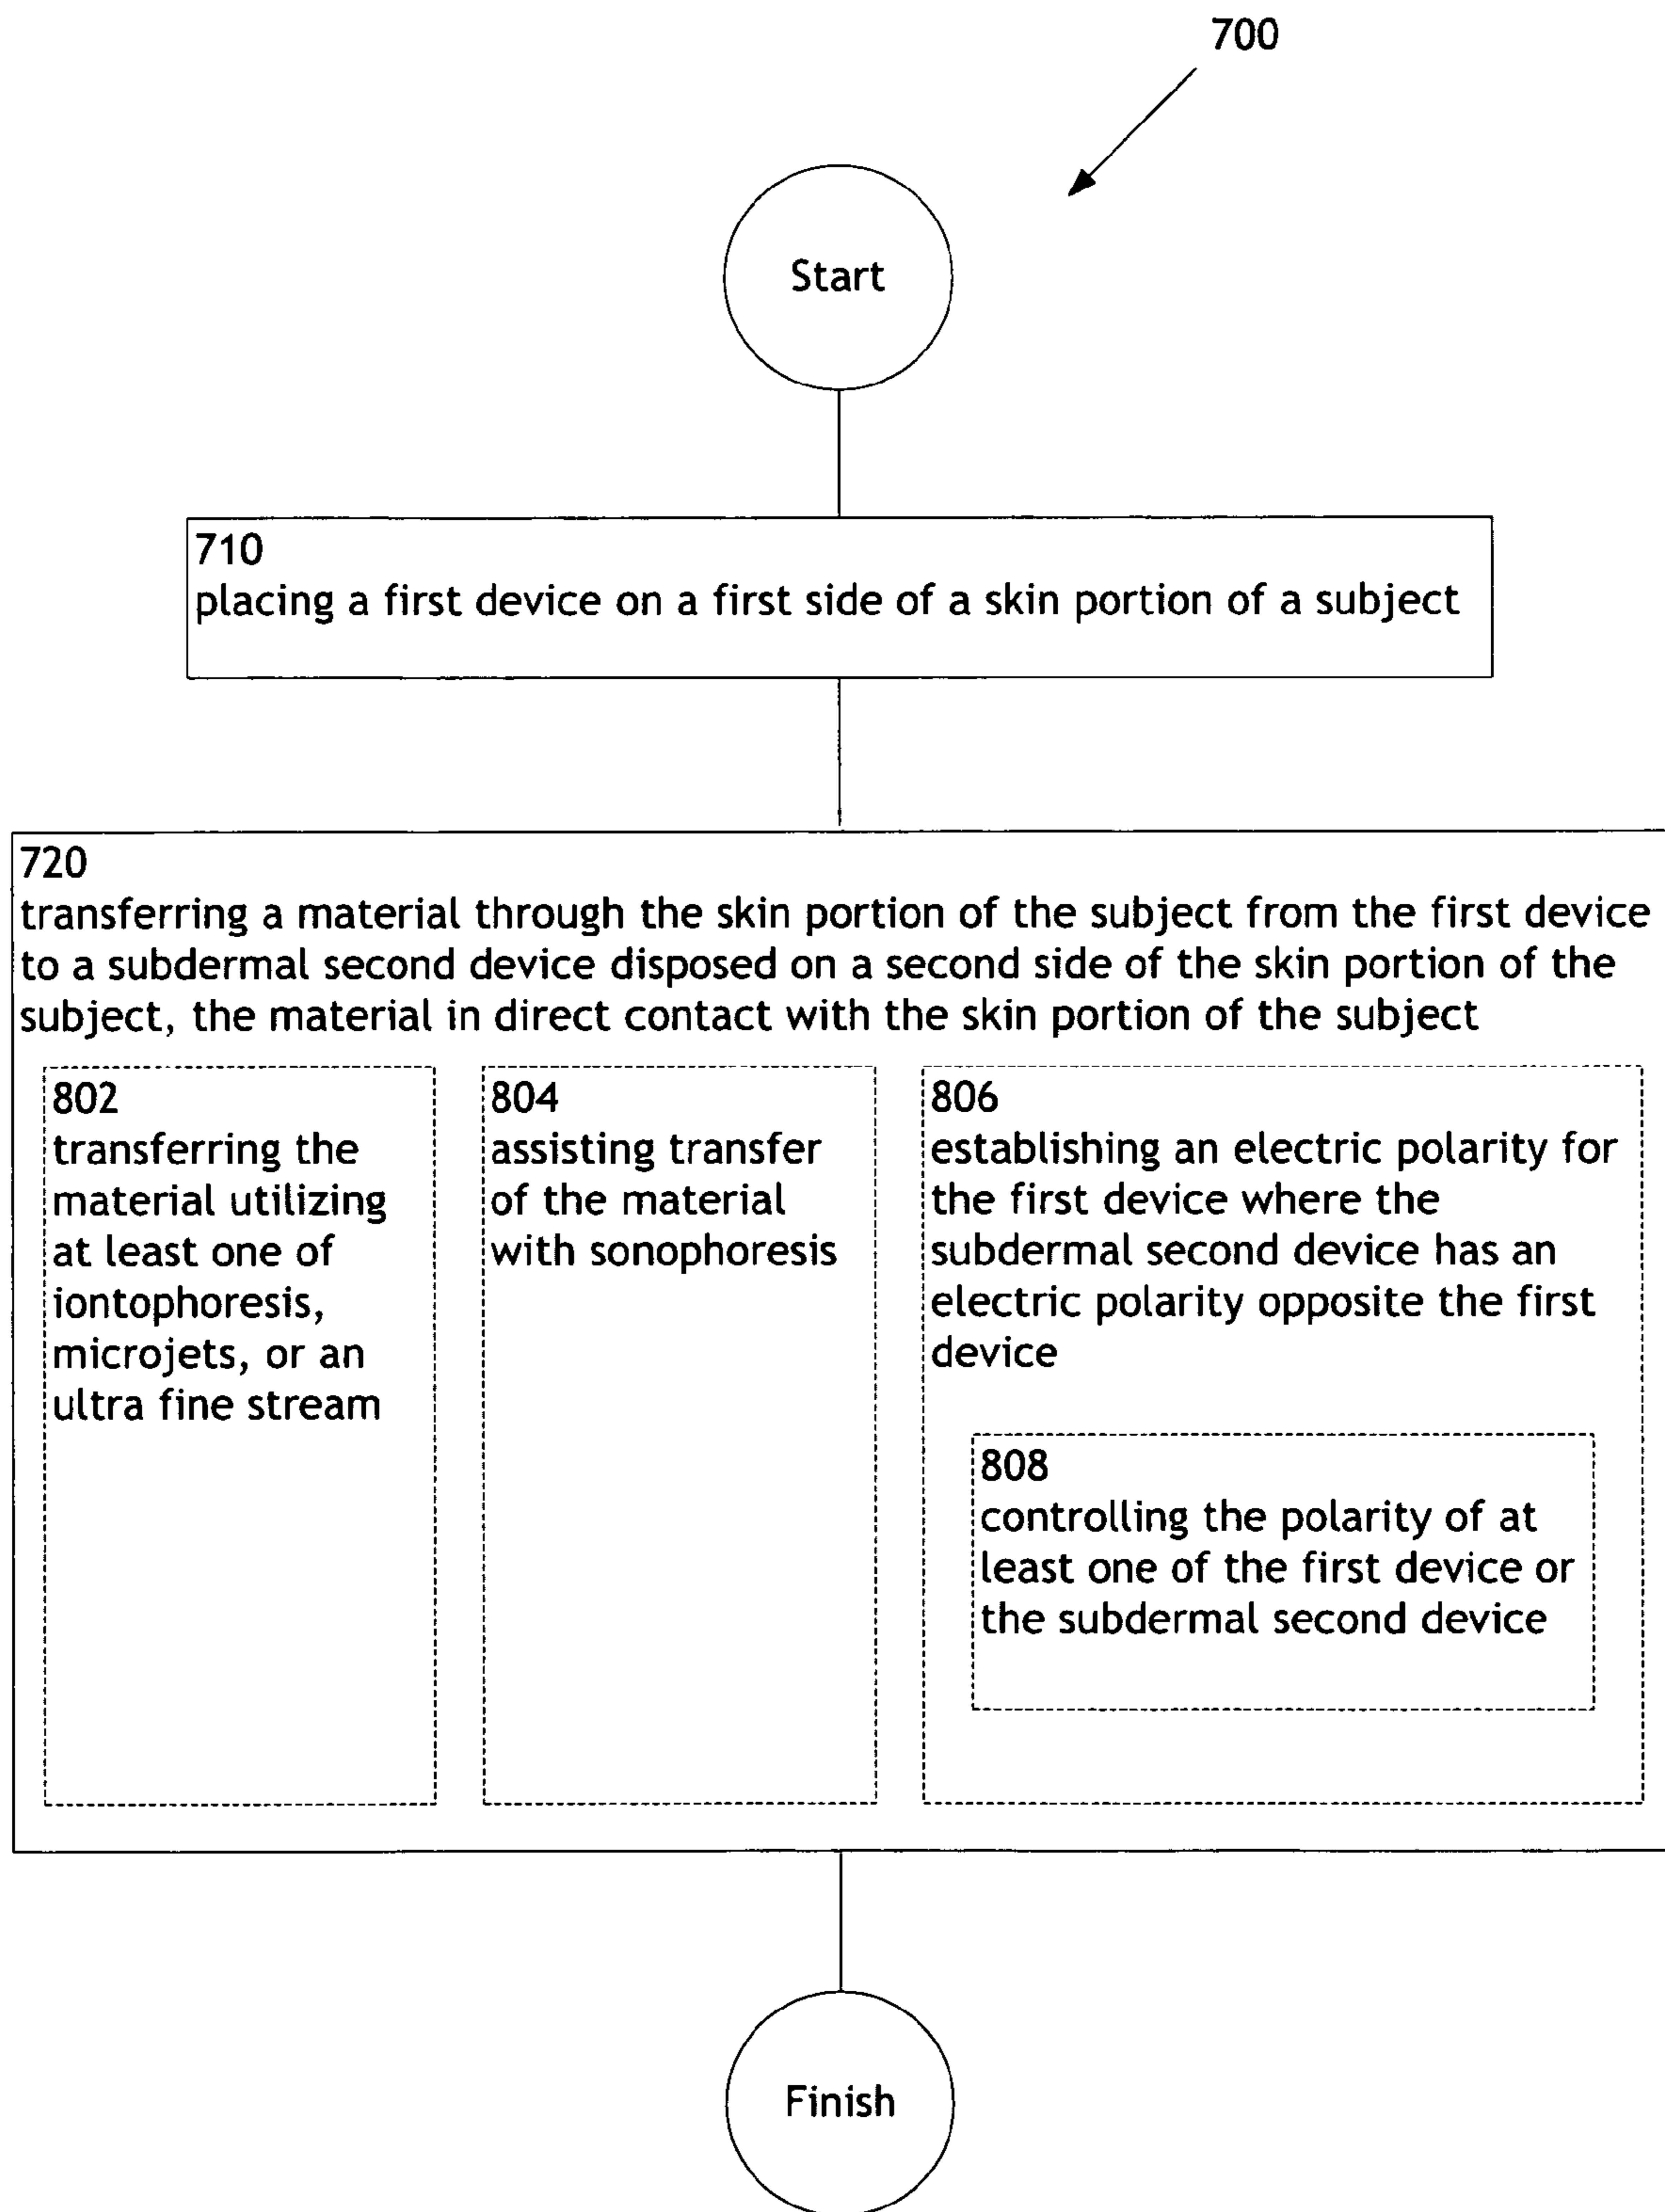 700
Start
710
placing a first device on a first side of a skin portion of a subject
720
transferring a material through the skin portion of the subject from the first device
to a subdermal second device disposed on a second side of the skin portion of the
subject, the material in direct contact with the skin portion of the subject
802
transferring the
material utilizing
at least one of
iontophoresis,
microjets, or an
ultra fine stream
804
assisting transfer
of the material
with sonophoresis
806
establishing an electric polarity for
the first device where the
subdermal second device has an
electric polarity opposite the first
device
808
controlling the polarity of at
least one of the first device or
the subdermal second device
Finish